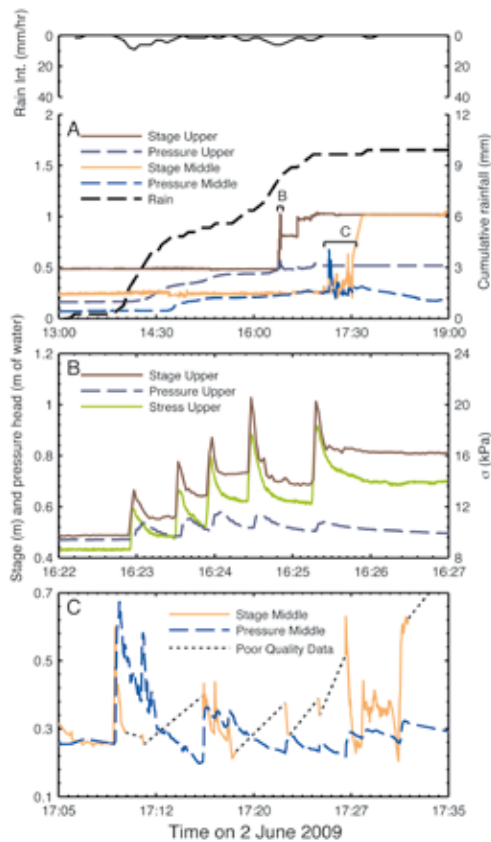 Rain Int. (mm/hr)
0
20
40
0
20
40
A
Stage Upper
Pressure Upper
Stage Middle
Pressure Middle
Rain
B
C
2
1.5
1
0.5
0
12
10
8
6
4
2
0
Cumulative rainfall (mm)
13:00 14:30 16:00 17:30 19:00
B
Stage Upper
Pressure Upper
Stress Upper
1.2
1
0.8
0.6
0.4
24
20
16
12
8
Stage (m) and pressure head (m of water)
σ (kPa)
16:22 16:23 16:24 16:25 16:26 16:27
C
Stage Middle
Pressure Middle
Poor Quality Data
0.7
0.5
0.3
0.1
17:05 17:12 17:20 17:27 17:35
Time on 2 June 2009